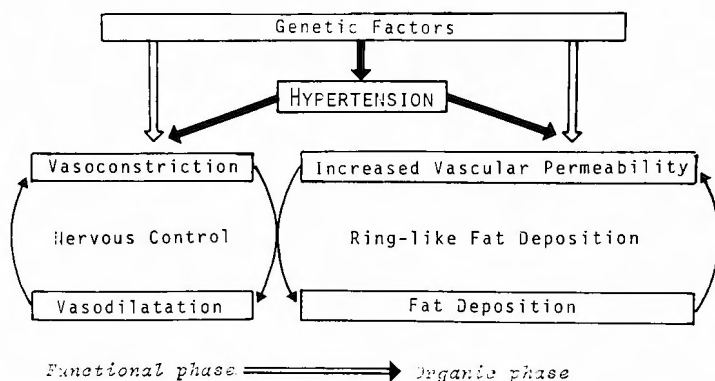 Genetic Factors
HYPERTENSION
Vasoconstriction
Increased Vascular Permeability
Nervous Control
Ring-like Fat Deposition
Vasodilatation
Fat Deposition
Functional phase
Organic phase